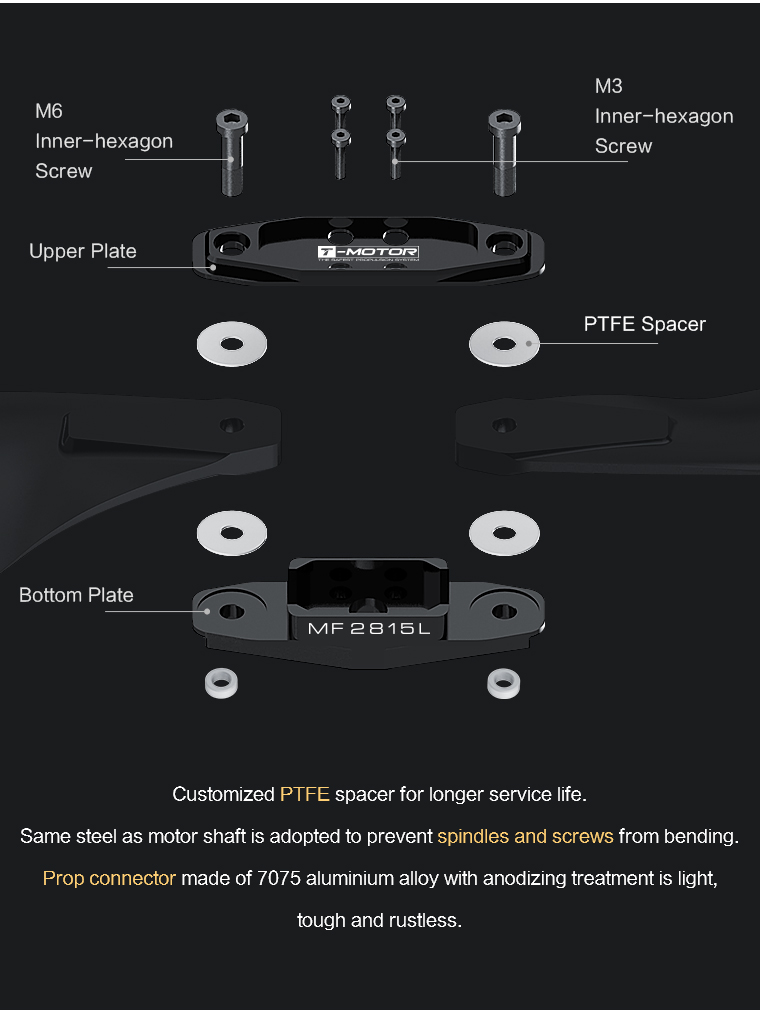 M6
Inner-hexagon
Screw
M3
Inner-hexagon
Screw
Upper Plate
T-MOTOR
THE SAFEST PROPULSION SYSTEM
PTFE Spacer
Bottom Plate
MF2815L
Customized PTFE spacer for longer service life.
Same steel as motor shaft is adopted to prevent spindles and screws from bending.
Prop connector made of 7075 aluminium alloy with anodizing treatment is light,
tough and rustless.